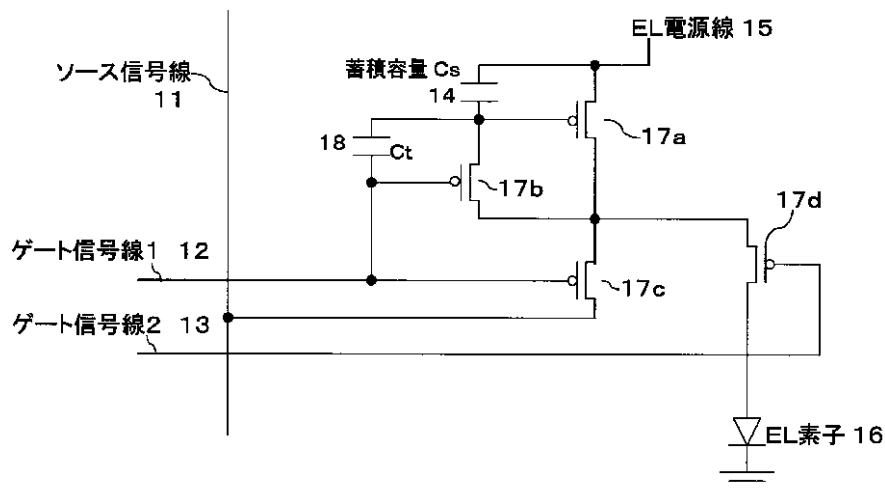 EL電源線 15
ソース信号線
11
蓄積容量 Cs
14
17a
18
Ct
17b
17d
ゲート信号線1 12
17c
ゲート信号線2 13
EL素子 16